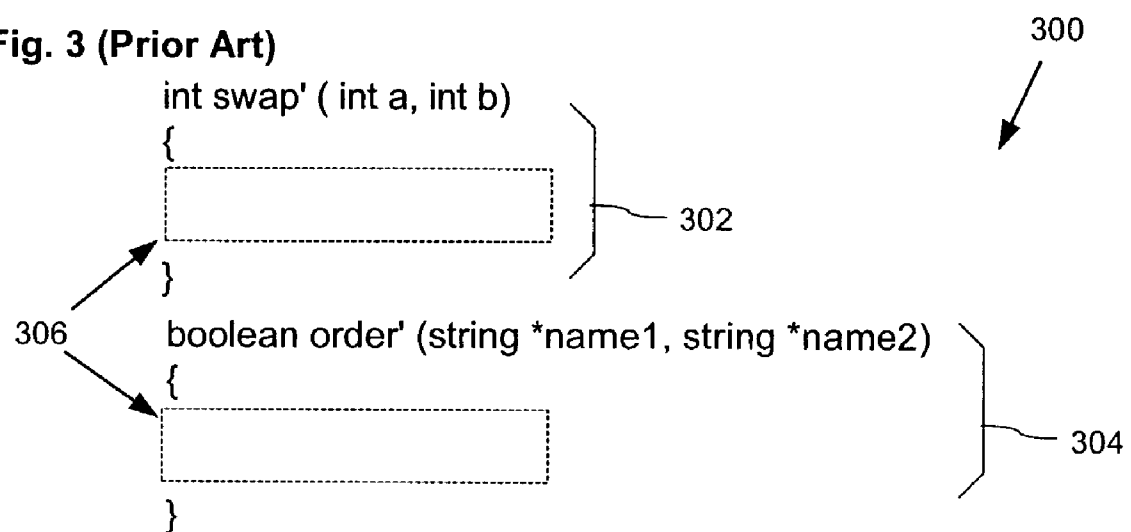 Fig. 3 (Prior Art)
300
int swap' ( int a, int b)
{
302
}
306
boolean order' (string *name1, string *name2)
{
304
}